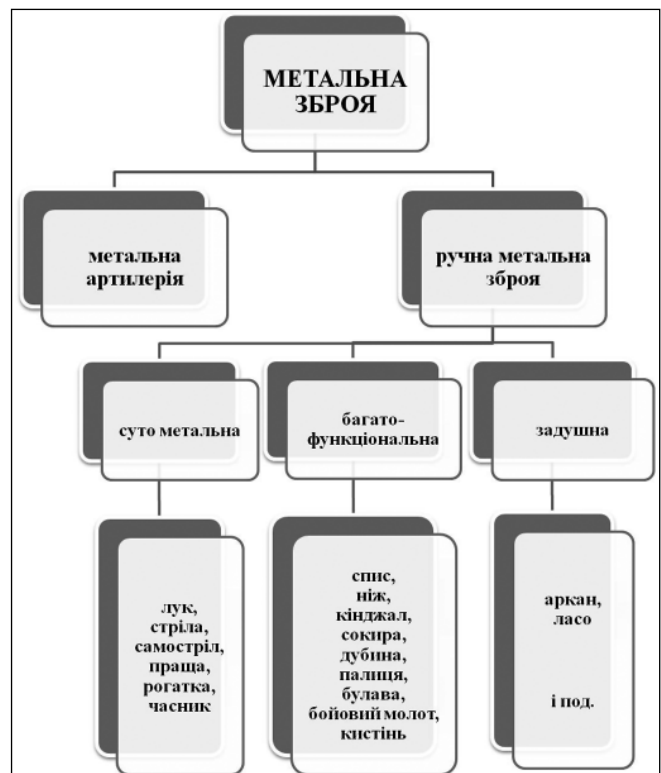 МЕТАЛЬНА
ЗБРОЯ
метальна
артилерія
ручна метальна
зброя
суто метальна
багато-
функціональна
задушна
лук,
стріла,
самостріл,
праща,
рогатка,
часник
спис,
ніж,
кінджал,
сокира,
дубина,
палиця,
булава,
бойовий молот,
кистінь
аркан,
ласо
і под.